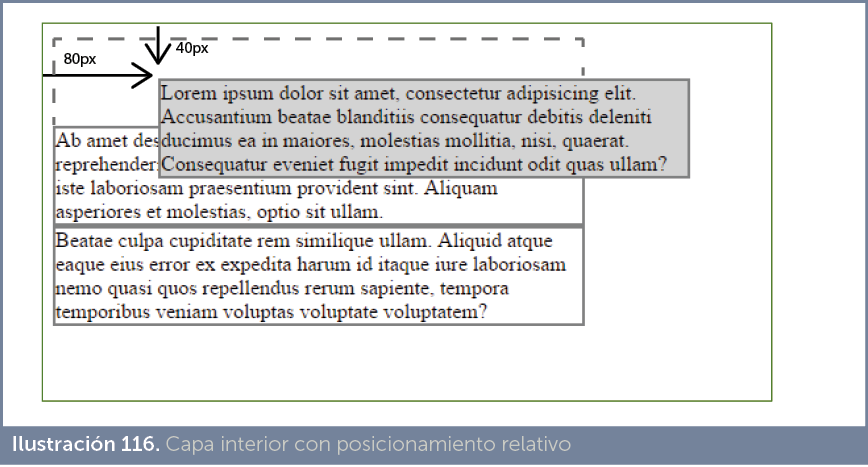 80px
40px
Lorem ipsum dolor sit amet, consectetur adipisicing elit.
Accusantium beatae blanditiis consequatur debitis deleniti
ducimus ea in maiores, molestias mollitia, nisi, quaerat.
Consequatur eveniet fugit impedit incidunt odit quas ullam?
Ab amet des
reprehender
iste laboriosam praesentium provident sint. Aliquam
asperiores et molestias, optio sit ullam.
Beatae culpa cupiditate rem similique ullam. Aliquid atque
eaque eius error ex expedita harum id itaque iure laboriosam
nemo quasi quos repellendus rerum sapiente, tempora
temporibus veniam voluptas voluptate voluptatem?
Ilustración 116. Capa interior con posicionamiento relativo